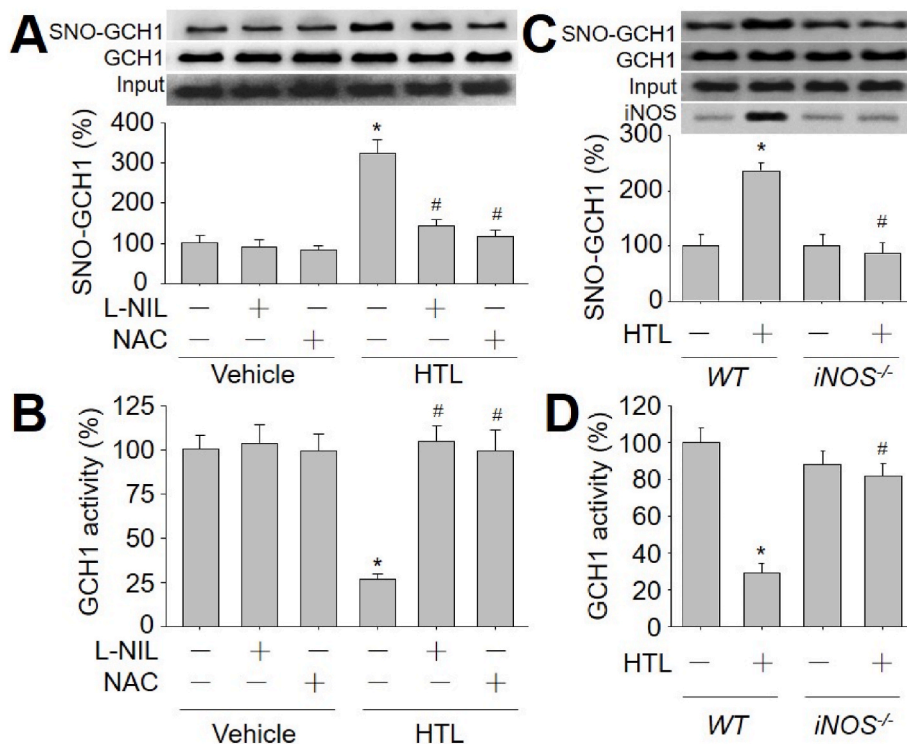 A
SNO-GCH1
GCH1
Input
SNO-GCH1 (%)
400
300
200
100
0
*
#
#
L-NIL − + − − + −
NAC − − + − − +
Vehicle HTL
B
GCH1 activity (%)
125
100
75
50
25
0
*
#
#
L-NIL − + − − + −
NAC − − + − − +
Vehicle HTL
C
SNO-GCH1
GCH1
Input
iNOS
SNO-GCH1 (%)
300
200
100
0
*
#
HTL − + − +
WT iNOS-/-
D
GCH1 activity (%)
120
100
80
60
40
20
0
*
#
HTL − + − +
WT iNOS-/-